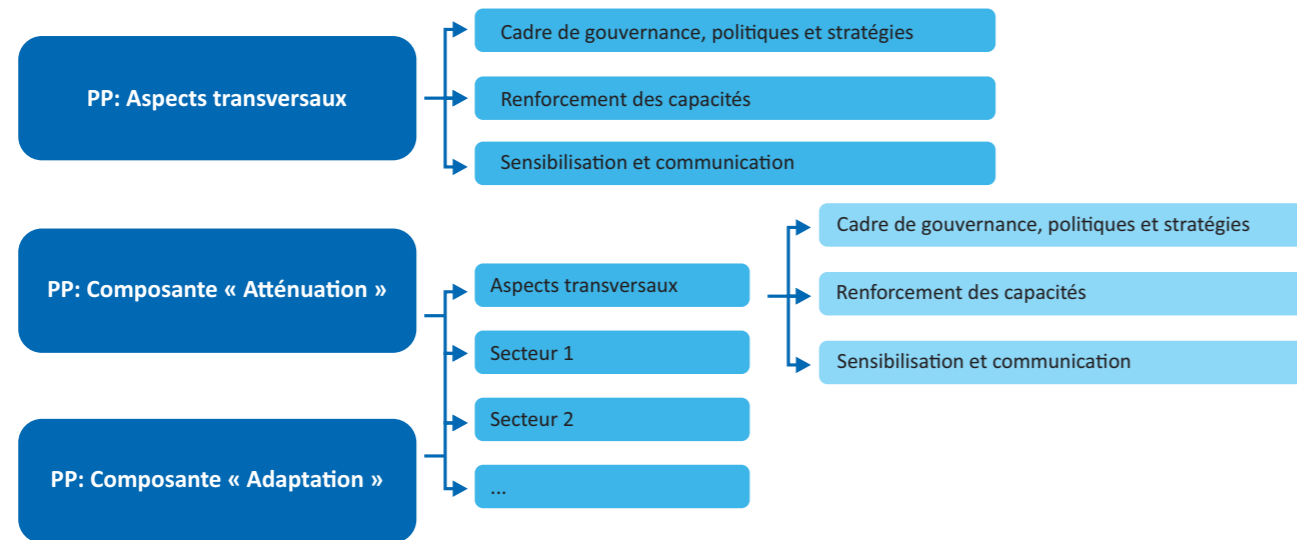 PP: Aspects transversaux
Cadre de gouvernance, politiques et stratégies
Renforcement des capacités
Sensibilisation et communication
PP: Composante « Atténuation »
PP: Composante « Adaptation »
Aspects transversaux
Secteur 1
Secteur 2
...
Cadre de gouvernance, politiques et stratégies
Renforcement des capacités
Sensibilisation et communication